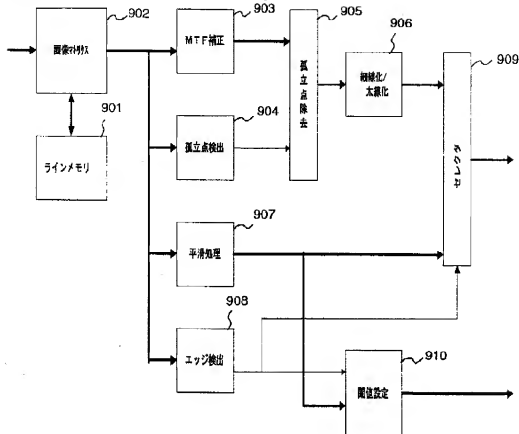 902
画像マトリクス
901
ラインメモリ
903
MTF補正
904
孤立点検出
905
孤立点除去
906
細線化/
太線化
907
平滑処理
908
エッジ検出
909
セレクタ
910
閾値設定